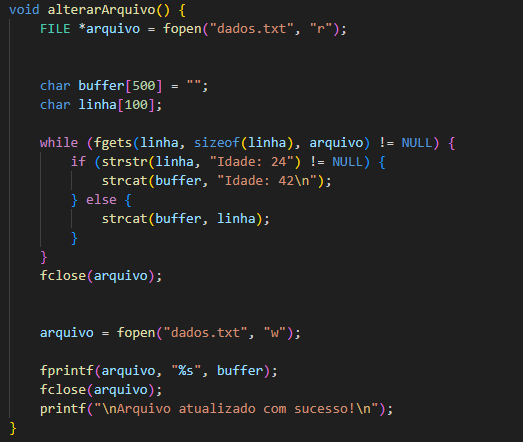 void alterarArquivo() {
    FILE *arquivo = fopen("dados.txt", "r");
    char buffer[500] = "";
    char linha[100];
    while (fgets(linha, sizeof(linha), arquivo) != NULL) {
        if (strstr(linha, "Idade: 24") != NULL) {
            strcat(buffer, "Idade: 42\n");
        } else {
            strcat(buffer, linha);
        }
    }
    fclose(arquivo);
    arquivo = fopen("dados.txt", "w");
    fprintf(arquivo, "%s", buffer);
    fclose(arquivo);
    printf("\nArquivo atualizado com sucesso!\n");
}